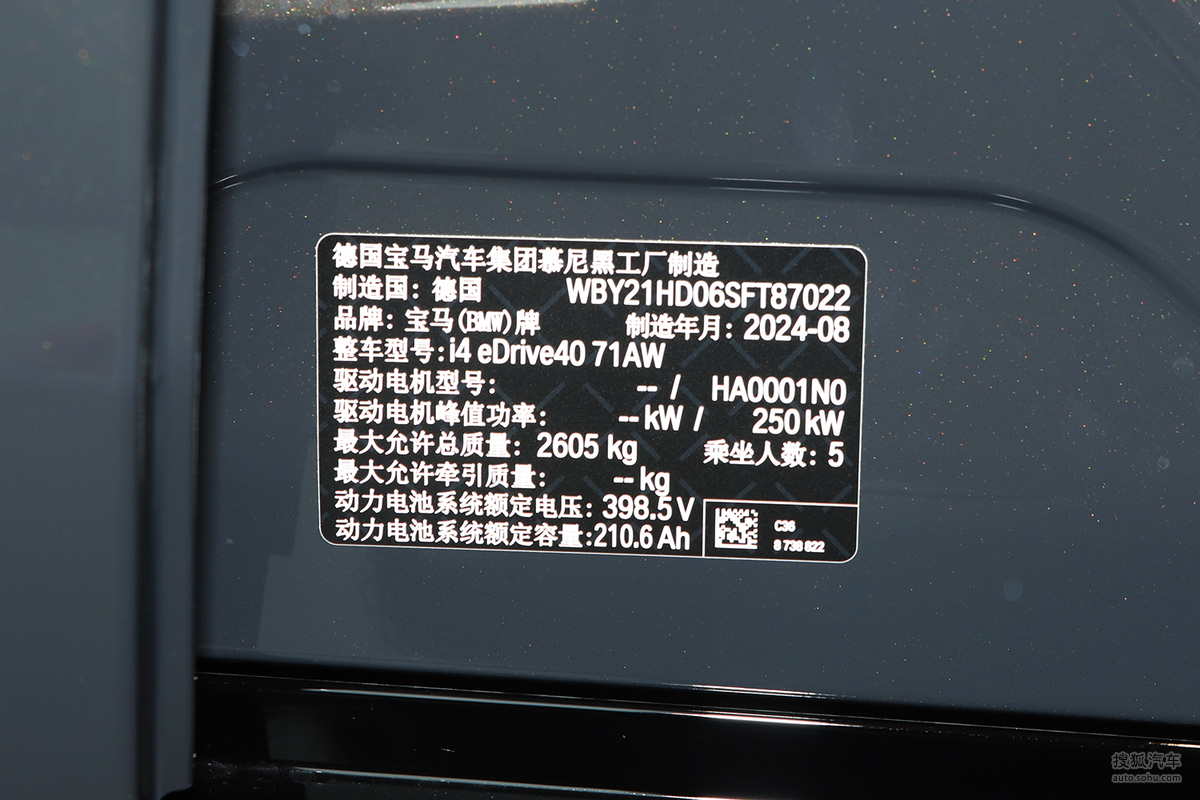 德国宝马汽车集团慕尼黑工厂制造
制造国：德国 WBY21HD06SFT87022
品牌：宝马(BMW)牌 制造年月：2024-08
整车型号:i4 eDrive40 71AW
驱动电机型号： -- / HA0001N0
驱动电机峰值功率： --kW / 250 kW
最大允许总质量： 2605 kg 乘坐人数：5
最大允许牵引质量： --kg
动力电池系统额定电压：398.5 V
动力电池系统额定容量:210.6 Ah
C36
8 738 822
搜狐汽车
auto.sohu.com